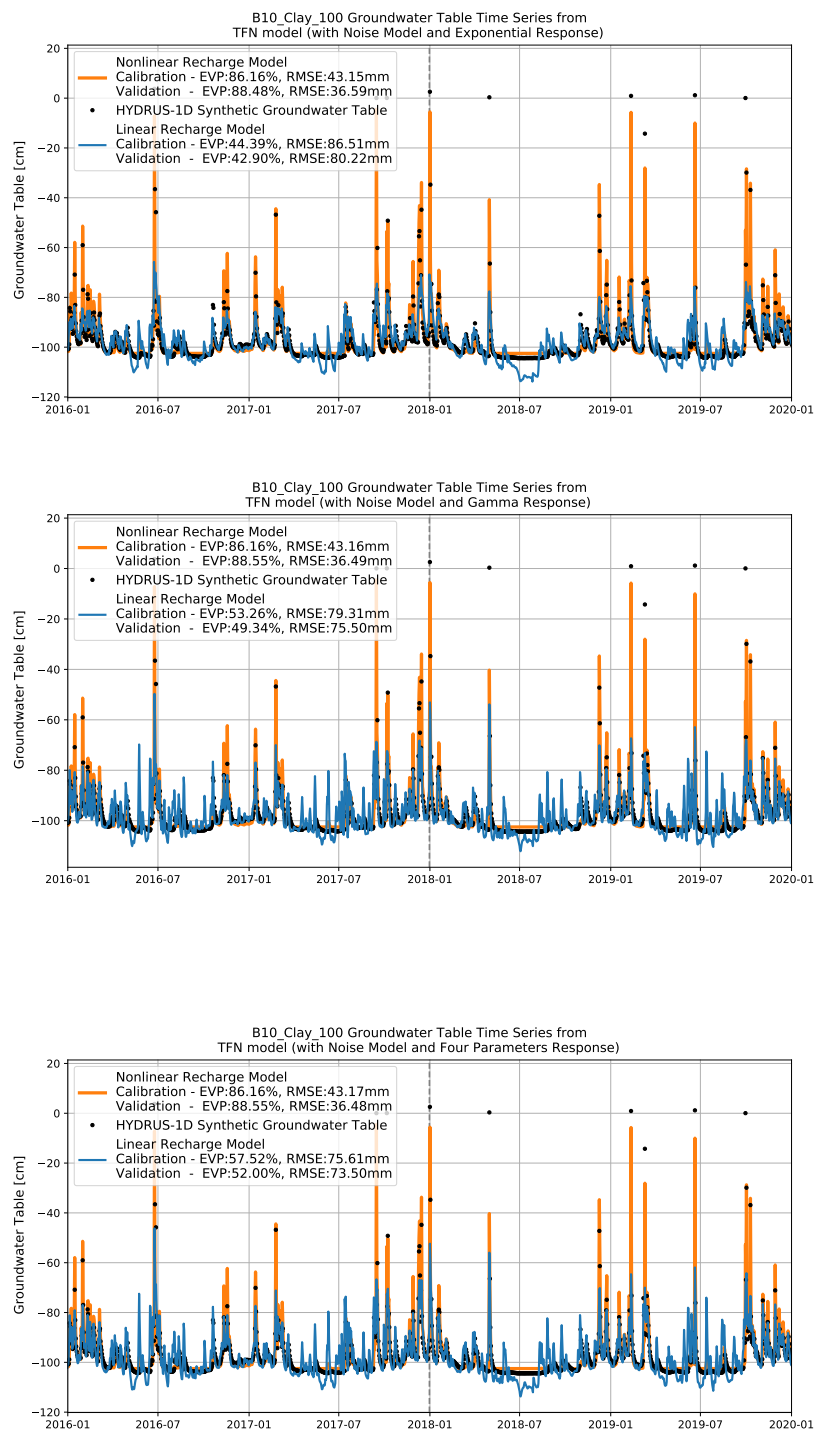 B10_Clay_100 Groundwater Table Time Series from
TFN model (with Noise Model and Exponential Response)
Nonlinear Recharge Model
Calibration - EVP:86.16%, RMSE:43.15mm
Validation - EVP:88.48%, RMSE:36.59mm
HYDRUS-1D Synthetic Groundwater Table
Linear Recharge Model
Calibration - EVP:44.39%, RMSE:86.51mm
Validation - EVP:42.90%, RMSE:80.22mm
Groundwater Table [cm]
20
0
−20
−40
−60
−80
−100
−120
2016-01 2016-07 2017-01 2017-07 2018-01 2018-07 2019-01 2019-07 2020-01
B10_Clay_100 Groundwater Table Time Series from
TFN model (with Noise Model and Gamma Response)
Nonlinear Recharge Model
Calibration - EVP:86.16%, RMSE:43.16mm
Validation - EVP:88.55%, RMSE:36.49mm
HYDRUS-1D Synthetic Groundwater Table
Linear Recharge Model
Calibration - EVP:53.26%, RMSE:79.31mm
Validation - EVP:49.34%, RMSE:75.50mm
Groundwater Table [cm]
20
0
−20
−40
−60
−80
−100
2016-01 2016-07 2017-01 2017-07 2018-01 2018-07 2019-01 2019-07 2020-01
B10_Clay_100 Groundwater Table Time Series from
TFN model (with Noise Model and Four Parameters Response)
Nonlinear Recharge Model
Calibration - EVP:86.16%, RMSE:43.17mm
Validation - EVP:88.55%, RMSE:36.48mm
HYDRUS-1D Synthetic Groundwater Table
Linear Recharge Model
Calibration - EVP:57.52%, RMSE:75.61mm
Validation - EVP:52.00%, RMSE:73.50mm
Groundwater Table [cm]
20
0
−20
−40
−60
−80
−100
−120
2016-01 2016-07 2017-01 2017-07 2018-01 2018-07 2019-01 2019-07 2020-01